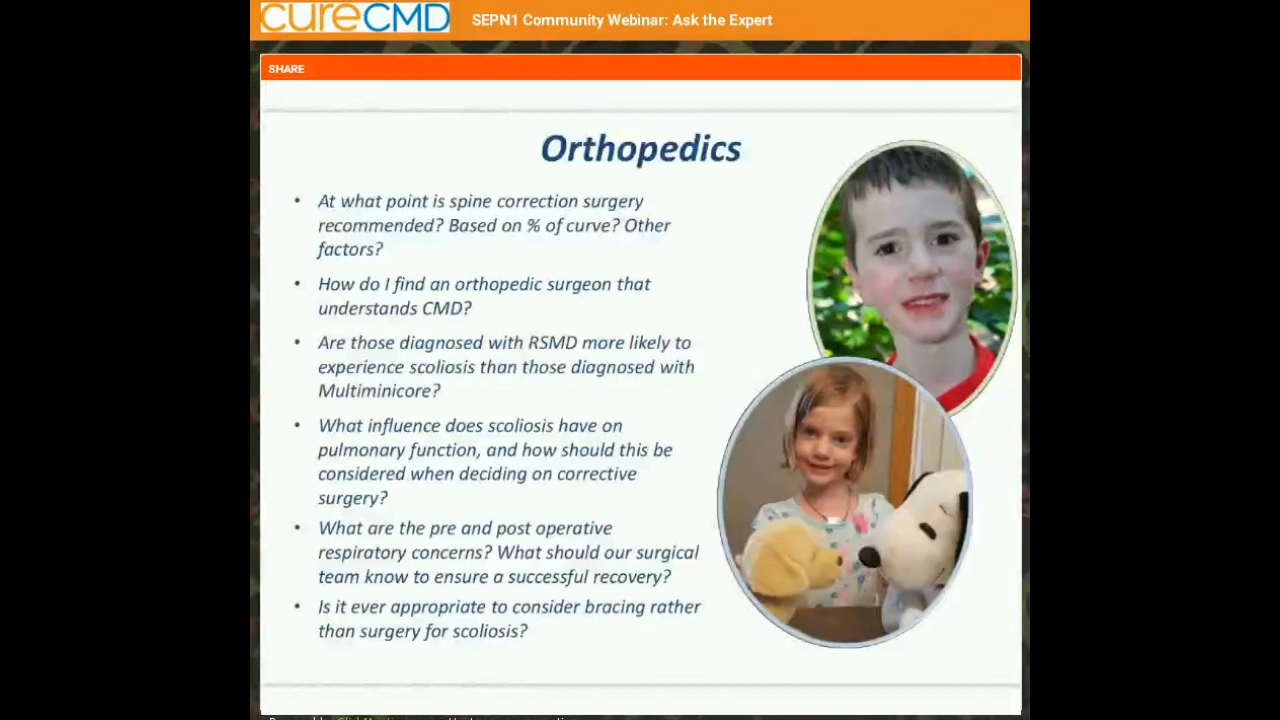 cureCMD SEPN1 Community Webinar: Ask the Expert
SHARE
Orthopedics
• At what point is spine correction surgery
recommended? Based on % of curve? Other
factors?
• How do I find an orthopedic surgeon that
understands CMD?
• Are those diagnosed with RSMD more likely to
experience scoliosis than those diagnosed with
Multiminicore?
• What influence does scoliosis have on
pulmonary function, and how should this be
considered when deciding on corrective
surgery?
• What are the pre and post operative
respiratory concerns? What should our surgical
team know to ensure a successful recovery?
• Is it ever appropriate to consider bracing rather
than surgery for scoliosis?